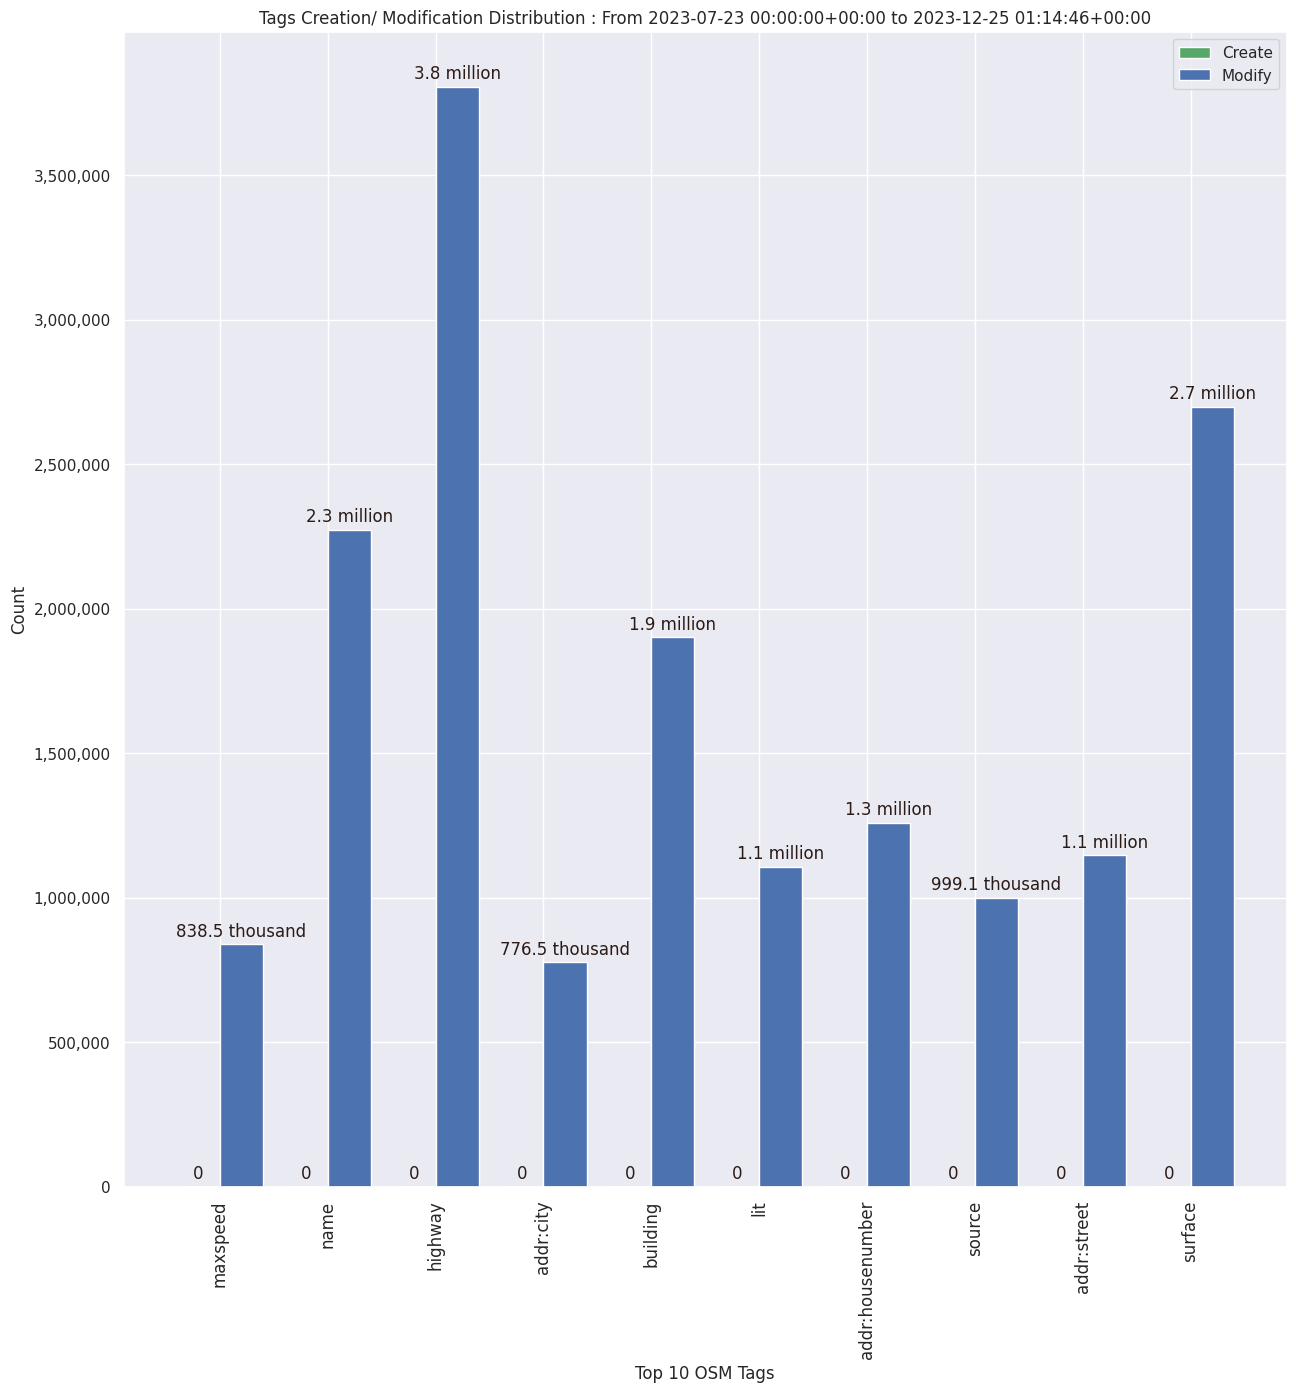 Tags Creation/ Modification Distribution : From 2023-07-23 00:00:00+00:00 to 2023-12-25 01:14:46+00:00
Create
Modify
3.8 million
3,500,000
3,000,000
2.7 million
2,500,000
2.3 million
2,000,000
1.9 million
1,500,000
1.3 million
1.1 million
1.1 million
1,000,000
999.1 thousand
838.5 thousand
776.5 thousand
500,000
0
0 0 0 0 0 0 0 0 0 0
Count
maxspeed
name
highway
addr:city
building
lit
addr:housenumber
source
addr:street
surface
Top 10 OSM Tags